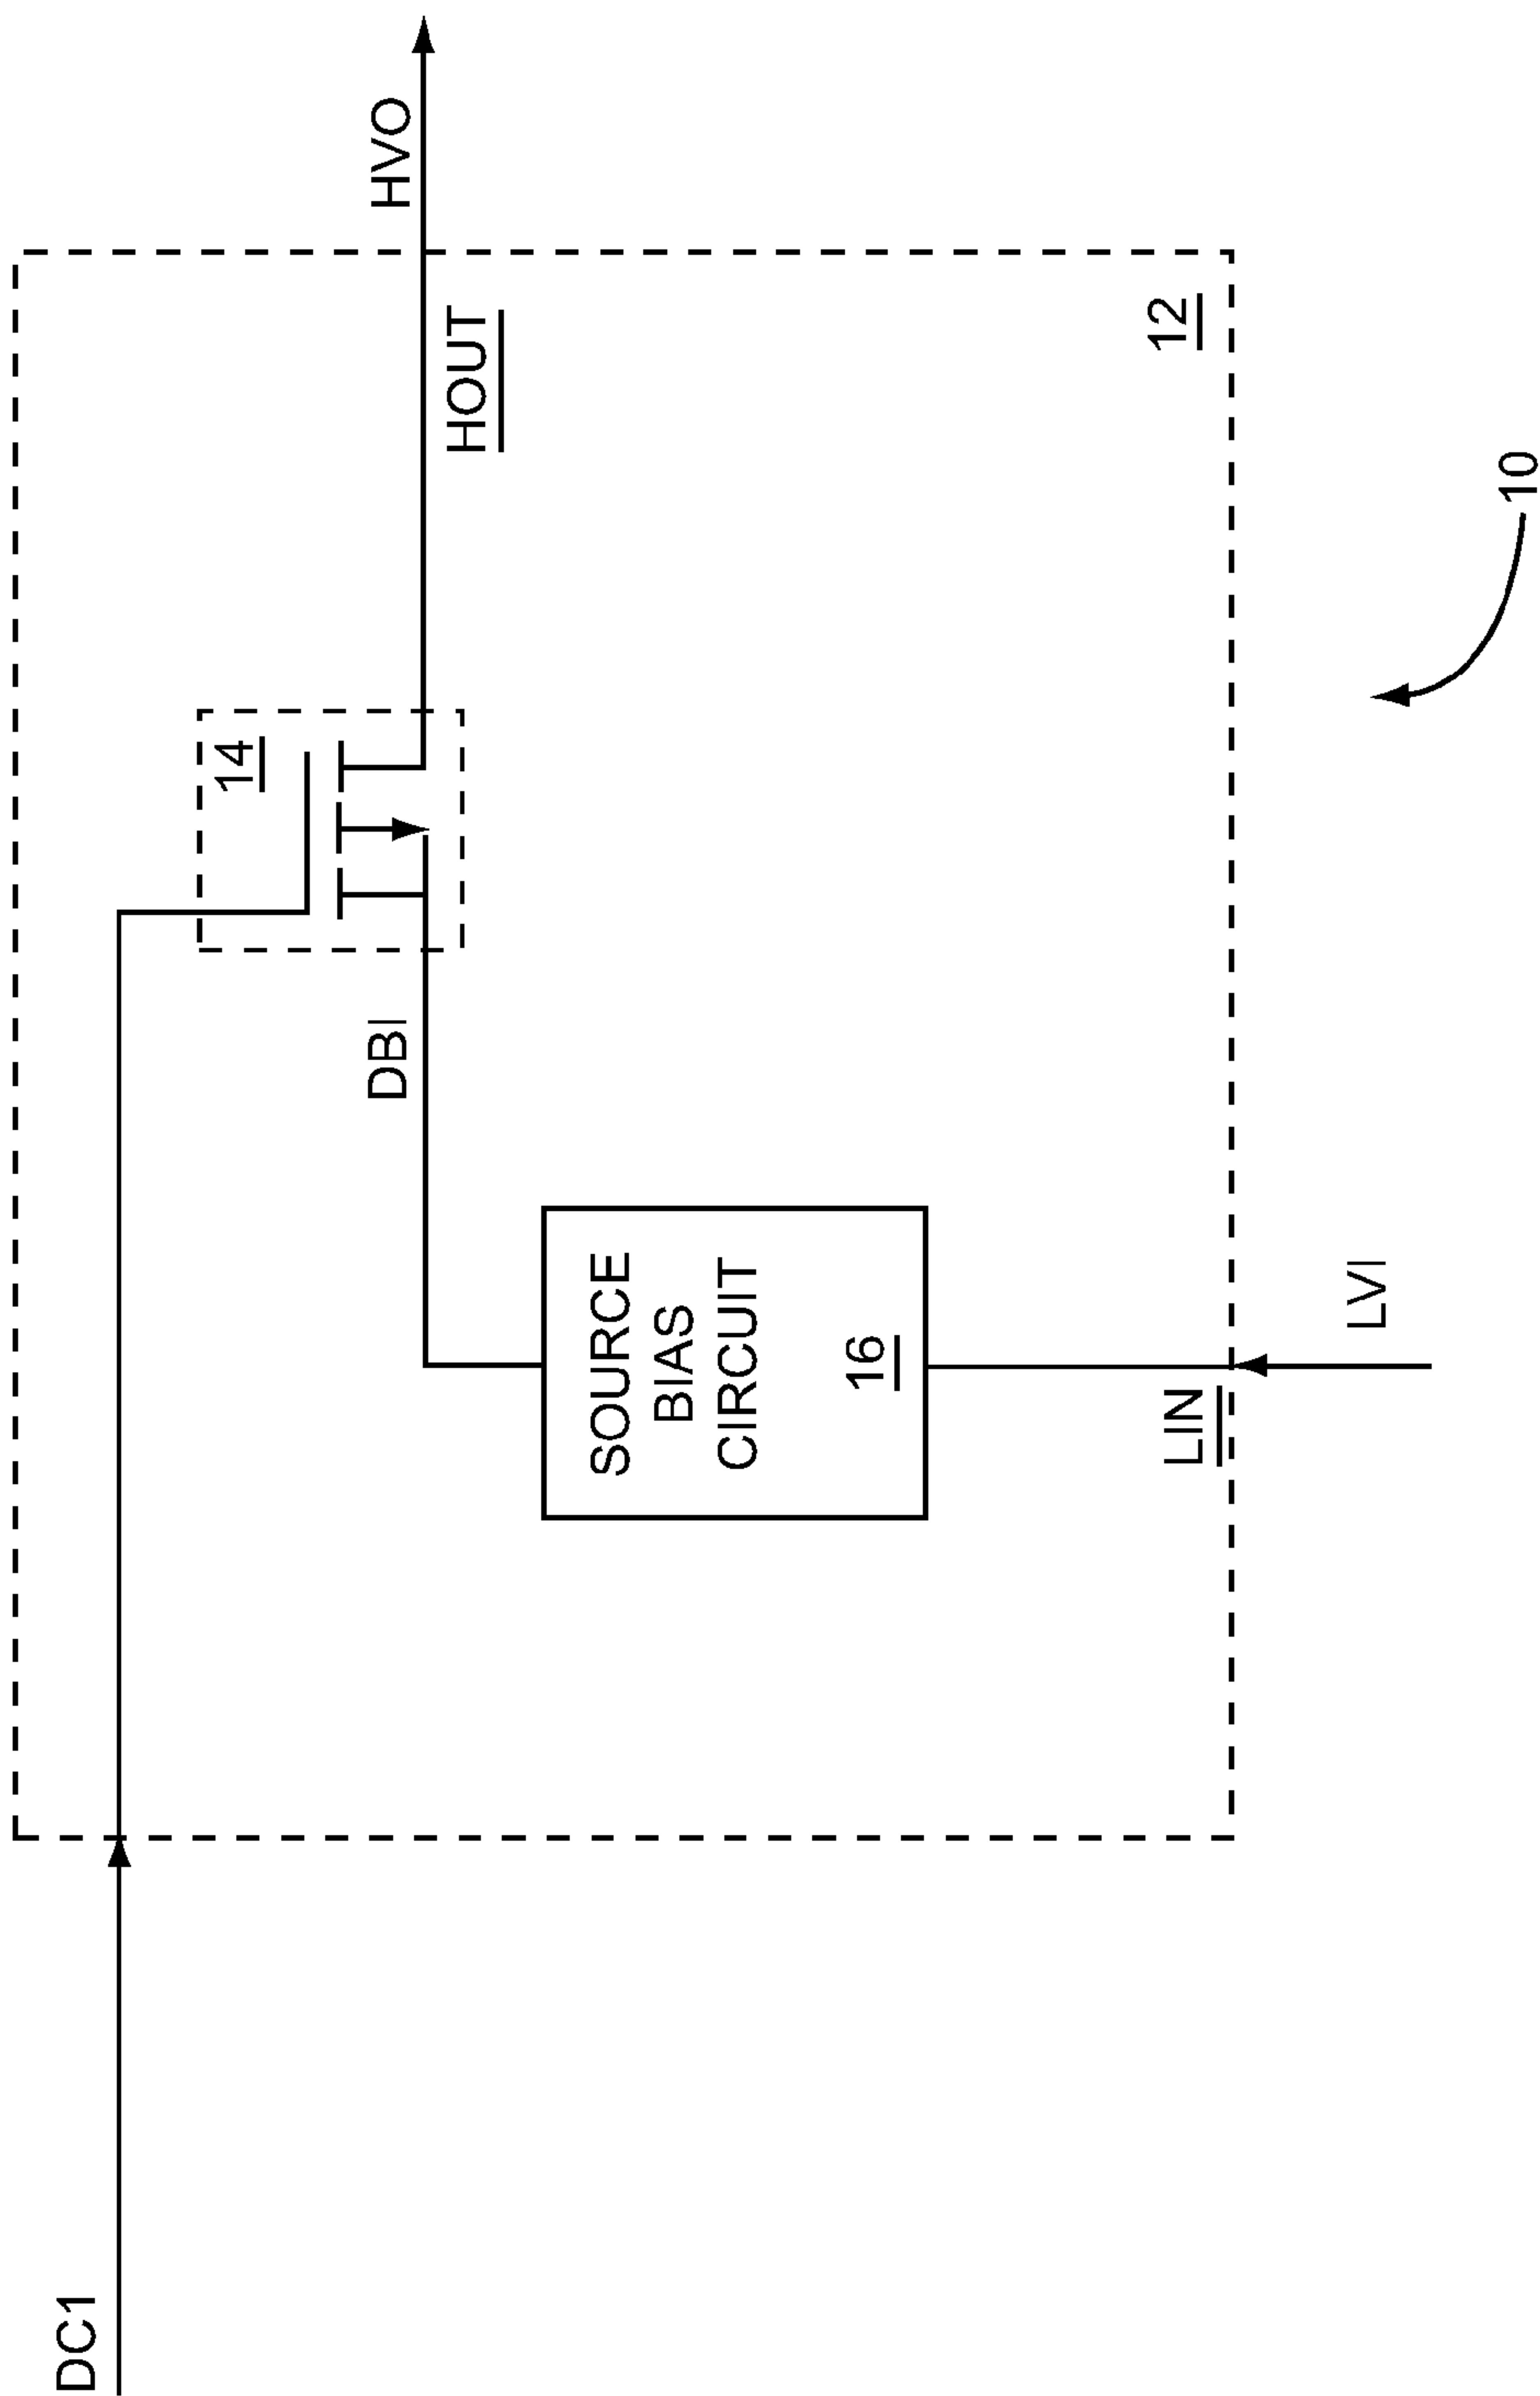 DC1
14
HVO
DBI
HOUT
SOURCE
BIAS
CIRCUIT
16
12
LIN
LVI
10